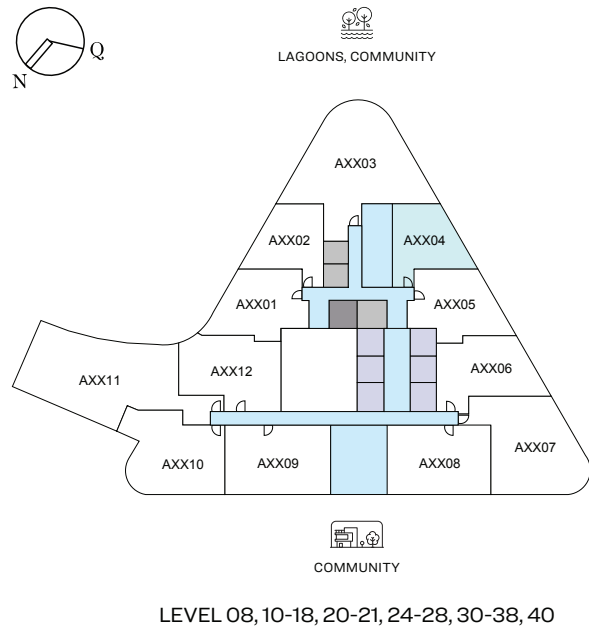 Q
N
LAGOONS, COMMUNITY
AXX03
AXX02
AXX04
AXX01
AXX05
AXX11
AXX12
AXX06
AXX10
AXX09
AXX08
AXX07
COMMUNITY
LEVEL 08, 10-18, 20-21, 24-28, 30-38, 40